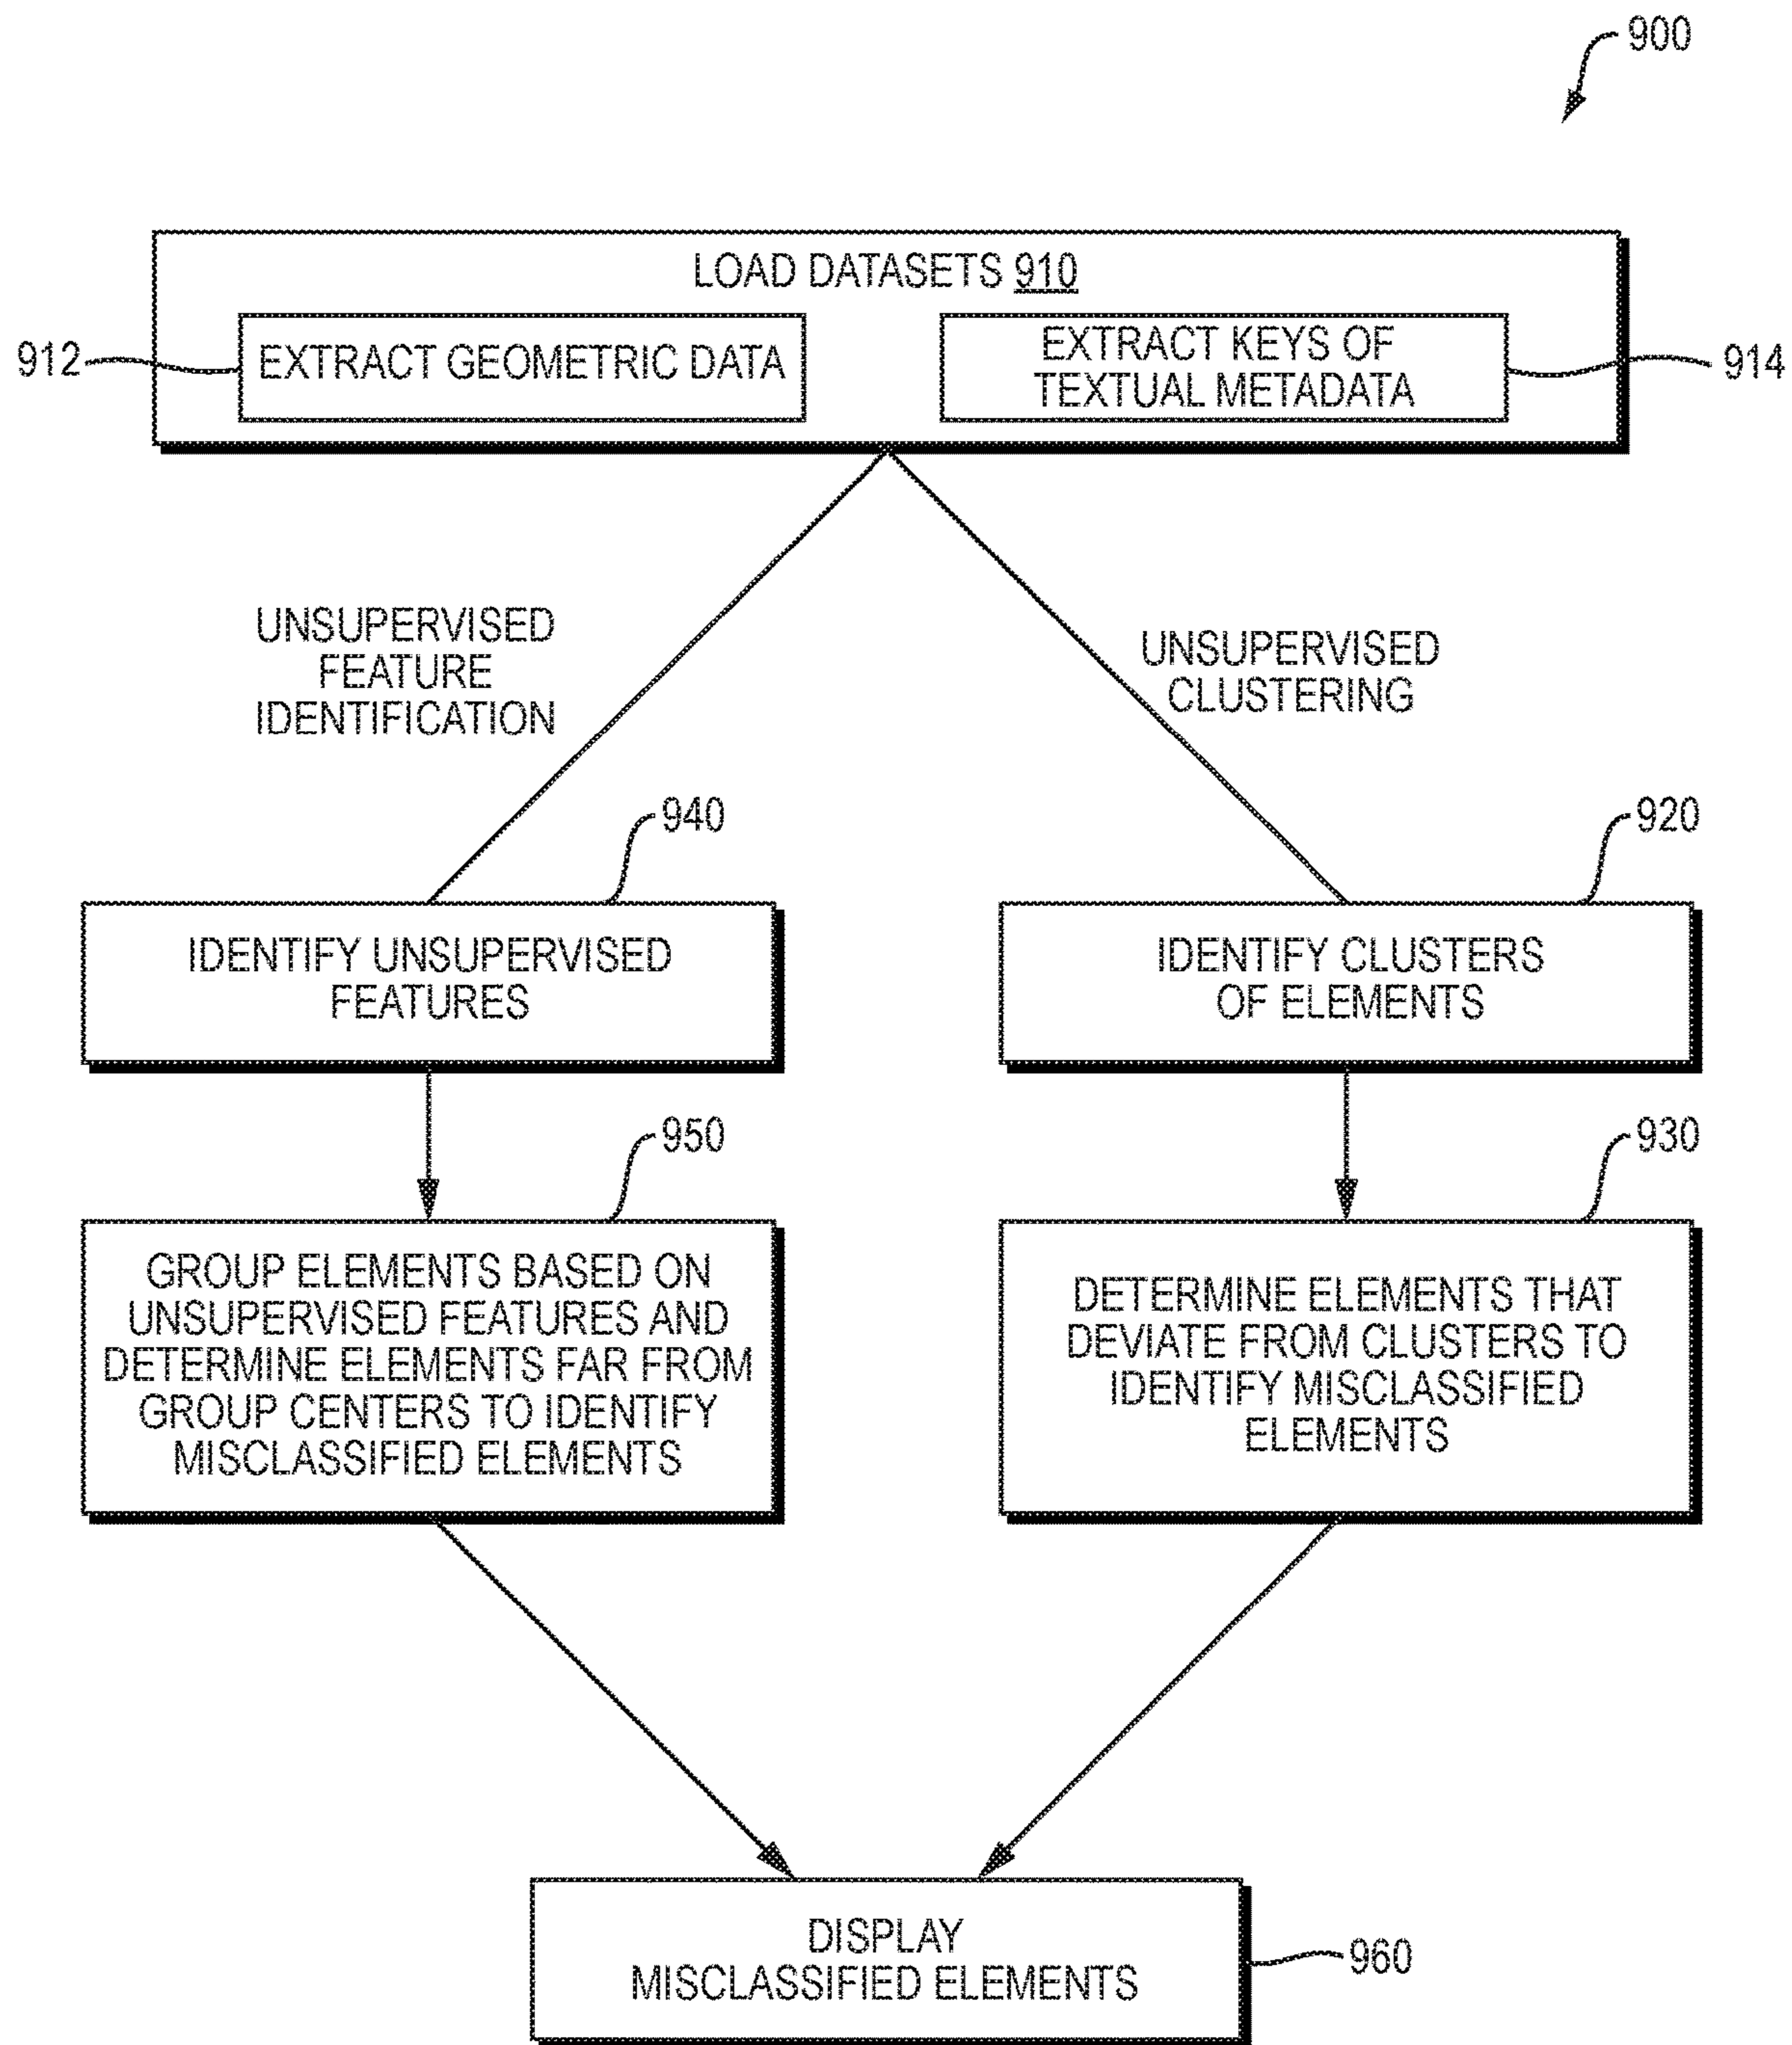 900
LOAD DATASETS 910
912
EXTRACT GEOMETRIC DATA
EXTRACT KEYS OF
TEXTUAL METADATA
914
UNSUPERVISED
FEATURE
IDENTIFICATION
UNSUPERVISED
CLUSTERING
940
920
IDENTIFY UNSUPERVISED
FEATURES
IDENTIFY CLUSTERS
OF ELEMENTS
950
930
GROUP ELEMENTS BASED ON
UNSUPERVISED FEATURES AND
DETERMINE ELEMENTS FAR FROM
GROUP CENTERS TO IDENTIFY
MISCLASSIFIED ELEMENTS
DETERMINE ELEMENTS THAT
DEVIATE FROM CLUSTERS TO
IDENTIFY MISCLASSIFIED
ELEMENTS
DISPLAY
MISCLASSIFIED ELEMENTS
960